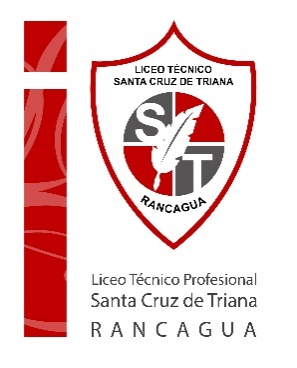 LICEO TÉCNICO
SANTA CRUZ DE TRIANA
S
T
RANCAGUA
Liceo Técnico Profesional
Santa Cruz de Triana
RANCAGUA